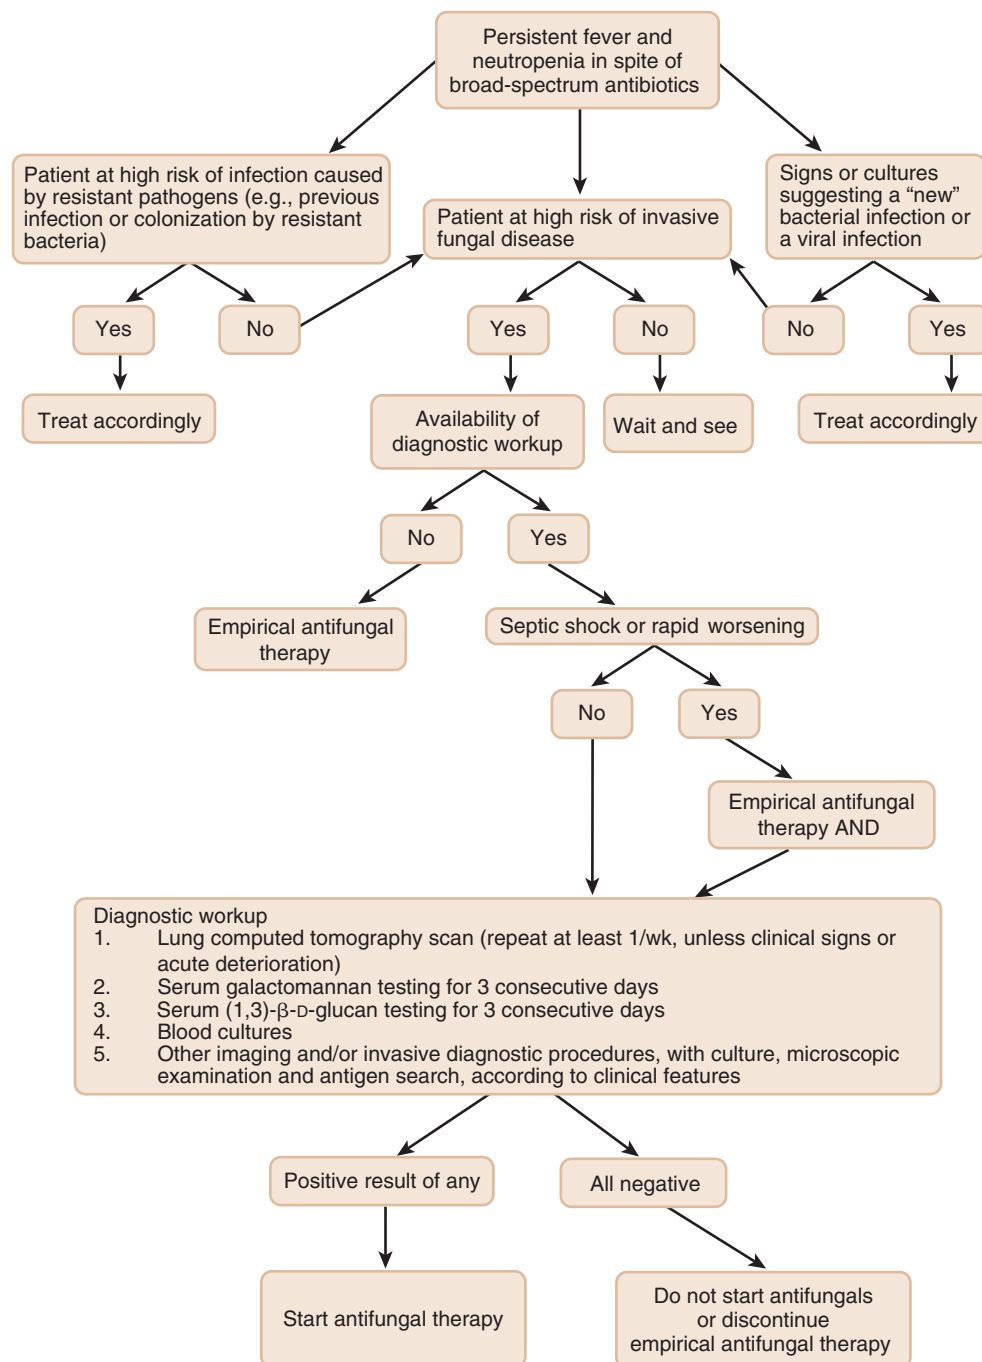 Persistent fever and
neutropenia in spite of
broad-spectrum antibiotics
Patient at high risk of infection caused
by resistant pathogens (e.g., previous
infection or colonization by resistant
bacteria)
Patient at high risk of invasive
fungal disease
Signs or cultures
suggesting a “new”
bacterial infection or
a viral infection
Yes
No
Yes
No
No
Yes
Treat accordingly
Availability of
diagnostic workup
Wait and see
Treat accordingly
No
Yes
Empirical antifungal
therapy
Septic shock or rapid worsening
No
Yes
Empirical antifungal
therapy AND
Diagnostic workup
1. Lung computed tomography scan (repeat at least 1/wk, unless clinical signs or
acute deterioration)
2. Serum galactomannan testing for 3 consecutive days
3. Serum (1,3)-β-D-glucan testing for 3 consecutive days
4. Blood cultures
5. Other imaging and/or invasive diagnostic procedures, with culture, microscopic
examination and antigen search, according to clinical features
Positive result of any
All negative
Start antifungal therapy
Do not start antifungals
or discontinue
empirical antifungal therapy